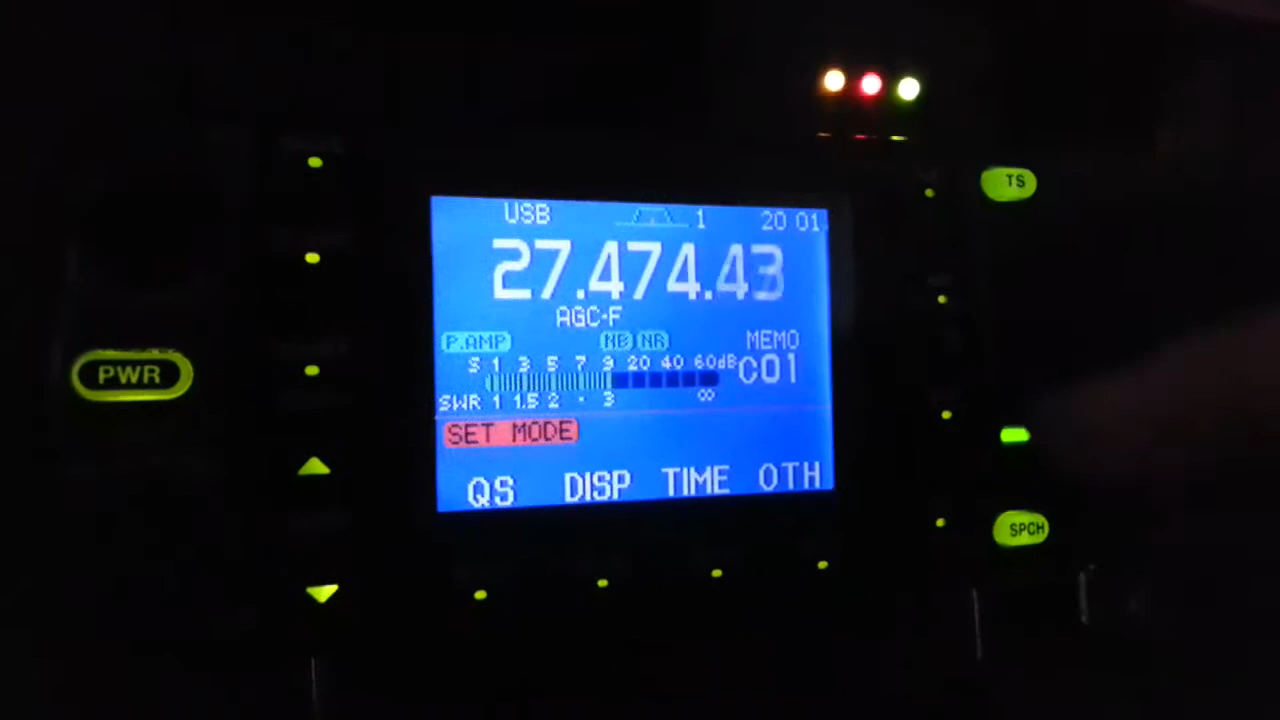 USB 1 20 01
27.474.43
AGC-F
P.AMP NB NR MEMO
S 1 3 5 7 9 20 40 60dB C01
SWR 1 1.5 2 3 ∞
SET MODE
QS DISP TIME OTH
PWR
TS
SPCH